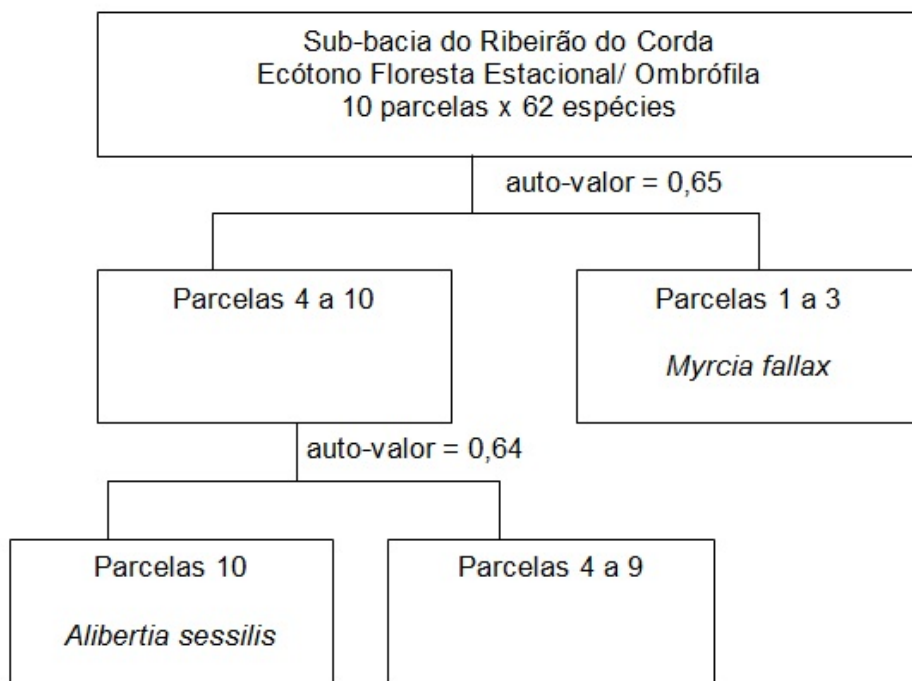 Sub-bacia do Ribeirão do Corda
Ecótono Floresta Estacional/ Ombrófila
10 parcelas x 62 espécies
auto-valor = 0,65
Parcelas 4 a 10
Parcelas 1 a 3
Myrcia fallax
auto-valor = 0,64
Parcelas 10
Alibertia sessilis
Parcelas 4 a 9